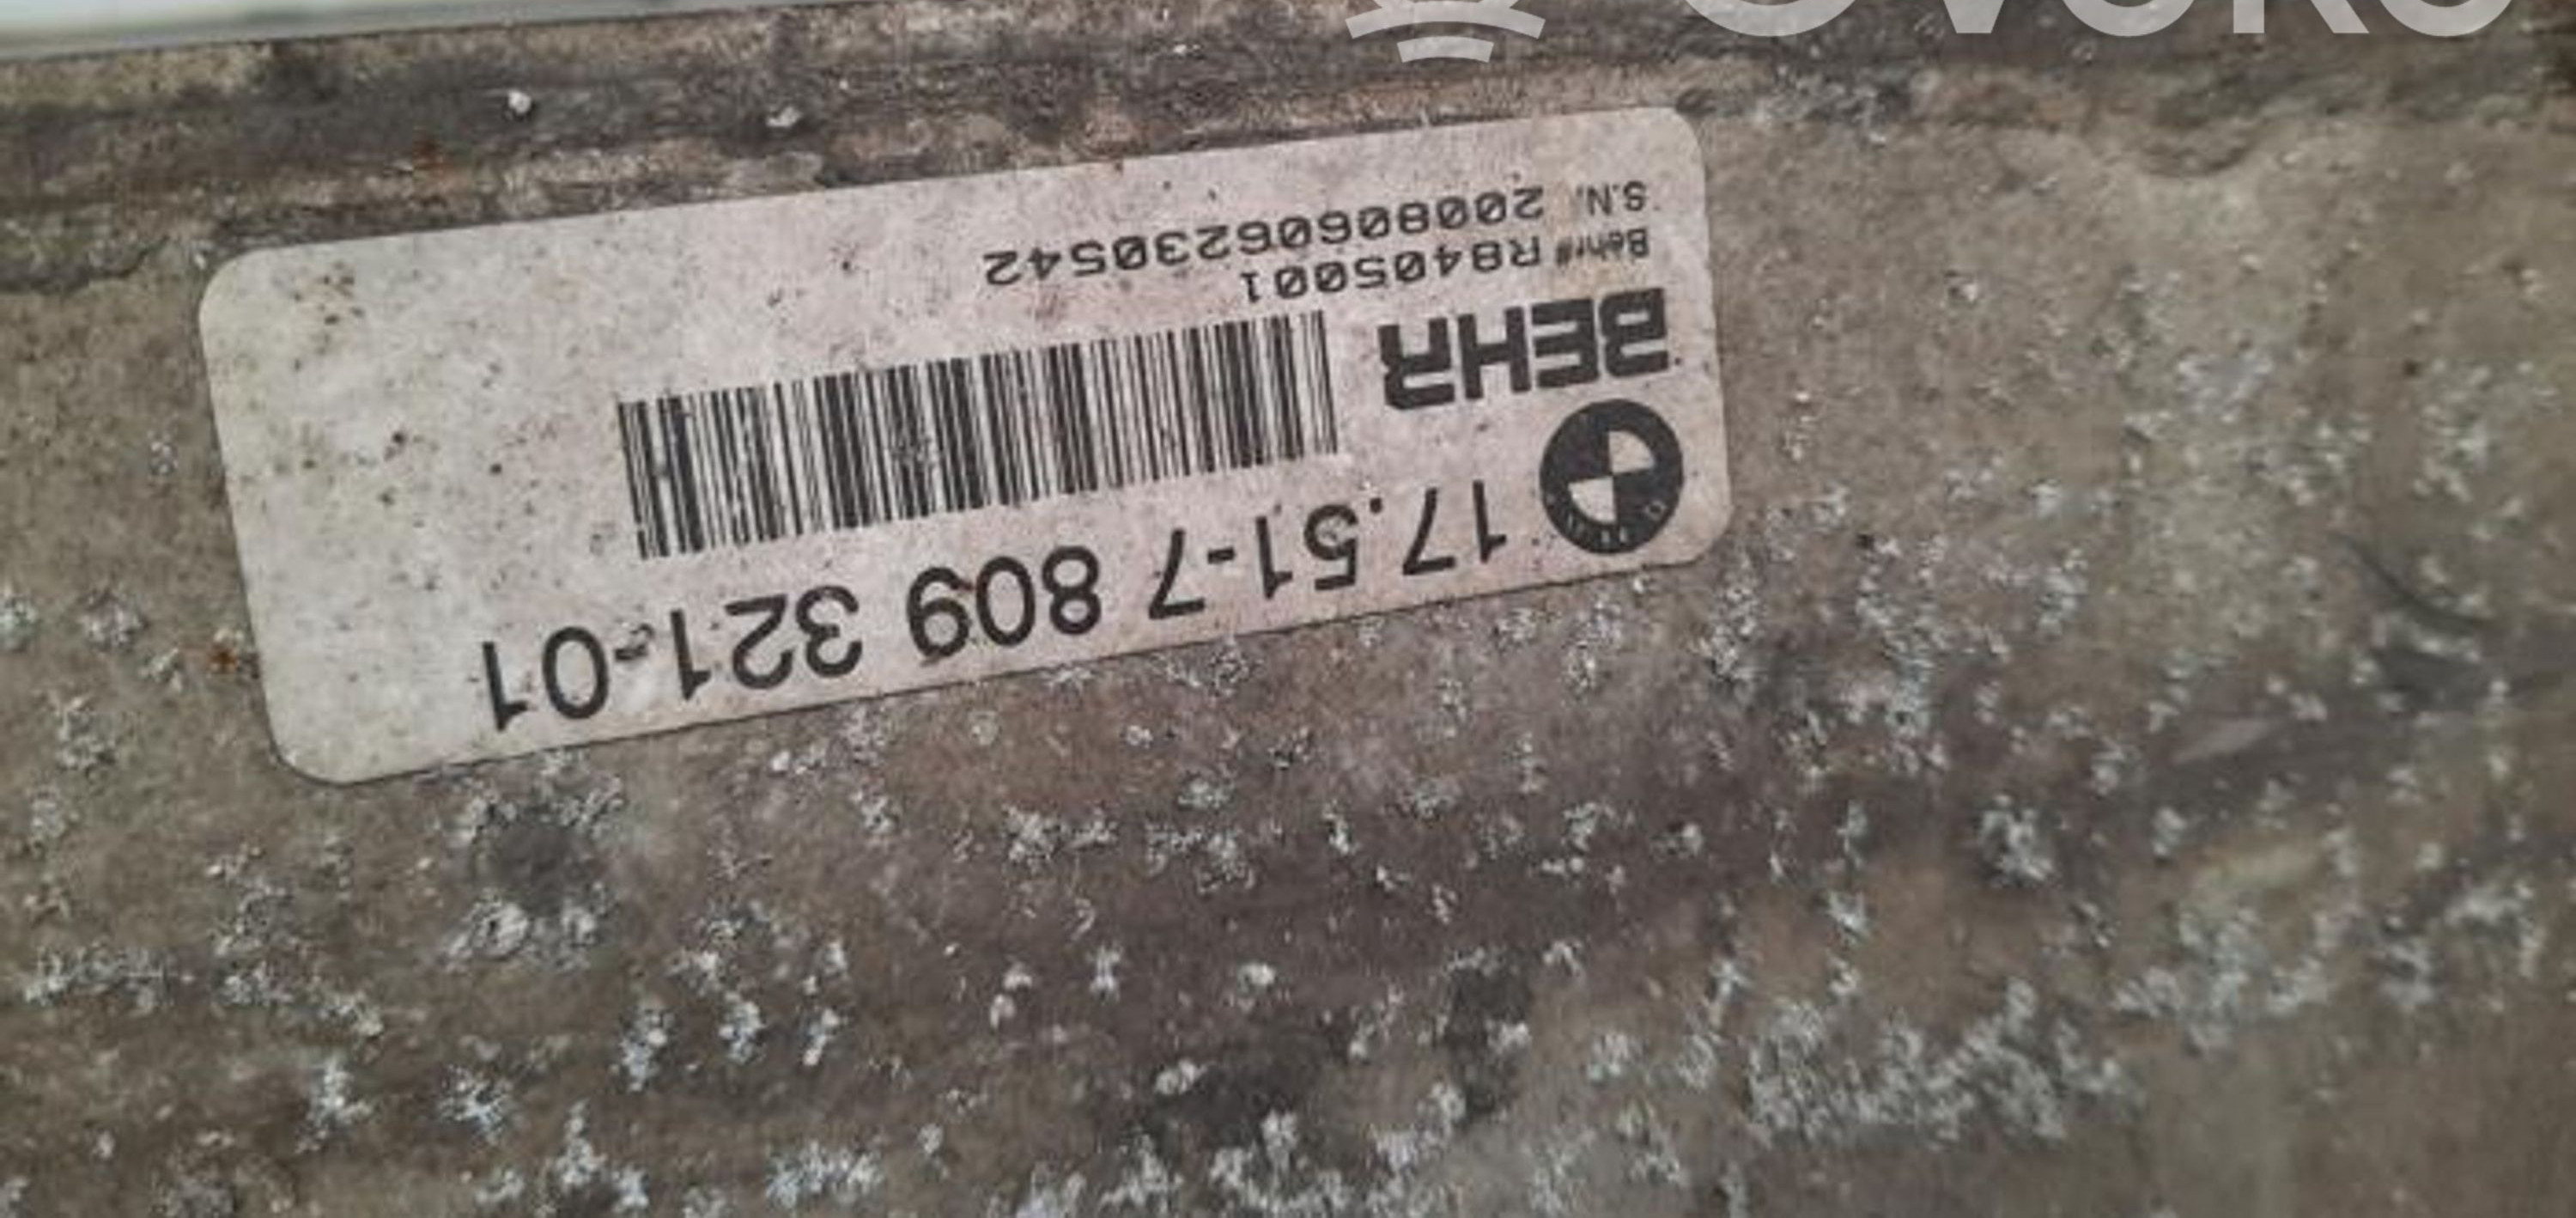 17.51-7 809 321-01
BEHR
Behr# R8405001
S.N. 20080606230542